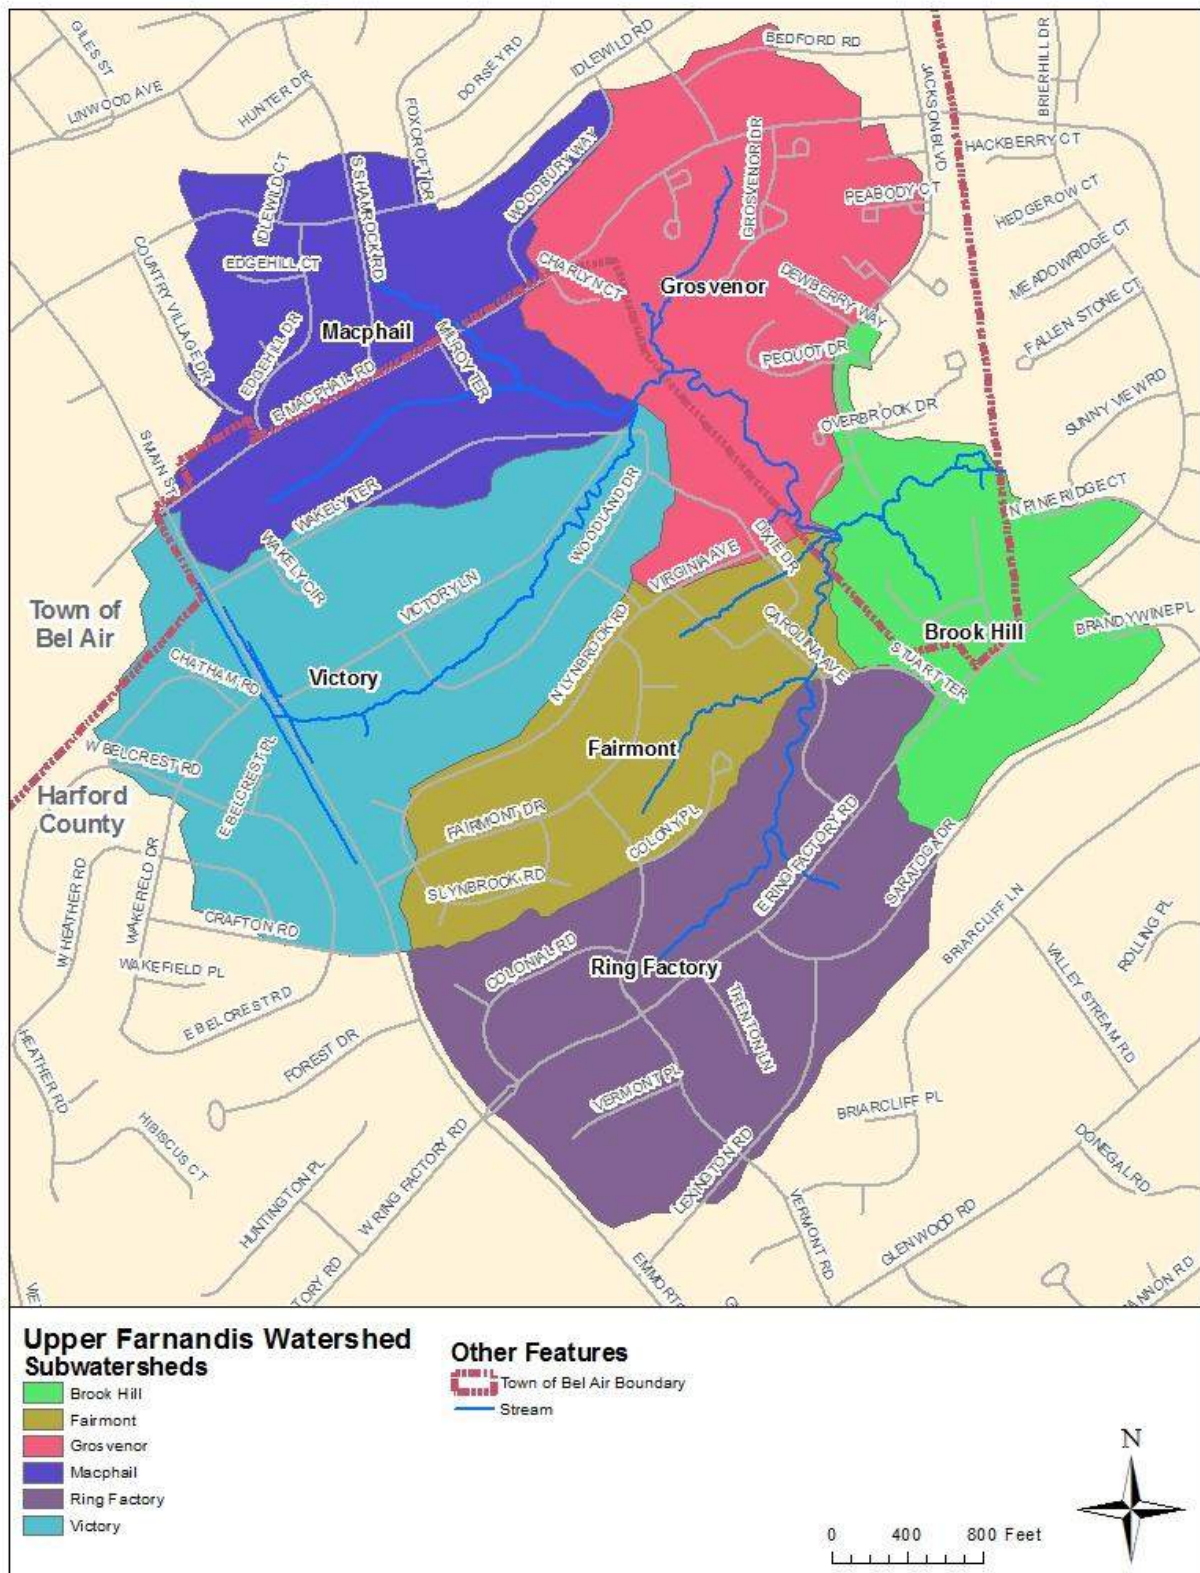 GILES ST
LINWOOD AVE
HUNTER DR
DORSEY RD
IDLEWILD RD
BEDFORD RD
JACKSON BLVD
BRIERHILL DR
FOXCROFT DR
HACKBERRY CT
IDLEWILD CT
S SHAMROCK RD
WOODBURY WAY
GROSVENOR DR
PEABODY CT
HEDGEROW CT
COUNTRY VILLAGE DR
EDGEHILL CT
CHARLYN CT
Grosvenor
DEWBERRY WAY
MEADOWRIDGE CT
FALLEN STONE CT
Macphail
EDGEHILL DR
MILROY TER
PEQUOT DR
E MACPHAIL RD
OVERBROOK DR
SUNNY VIEW RD
S MAIN ST
WAKELY TER
WOODLAND DR
N PINE RIDGE CT
WAKELY CIR
DIXIE DR
VIRGINIA AVE
Town of
Bel Air
VICTORY LN
N LYNBROOK RD
CAROLINA AVE
Brook Hill
BRANDYWINE PL
STUART TER
CHATHAM RD
Victory
Fairmont
W BELCREST RD
E BELCREST PL
Harford
County
FAIRMONT DR
COLONY PL
E RING FACTORY RD
SARATOGA DR
S LYNBROOK RD
W HEATHER RD
WAKEFIELD DR
CRAFTON RD
BRIARCLIFF LN
ROLLING PL
WAKEFIELD PL
COLONIAL RD
Ring Factory
VALLEY STREAM RD
E BELCREST RD
TRENTON LN
HEATHER RD
FOREST DR
VERMONT PL
BRIARCLIFF PL
HIBISCUS CT
DONEGAL RD
HUNTINGTON PL
W RING FACTORY RD
LEXINGTON RD
VERMONT RD
GLENWOOD RD
TORY RD
EMMORT
ANNON RD
VIET
Upper Farnandis Watershed
Subwatersheds
Brook Hill
Fairmont
Grosvenor
Macphail
Ring Factory
Victory
Other Features
Town of Bel Air Boundary
Stream
N
0 400 800 Feet